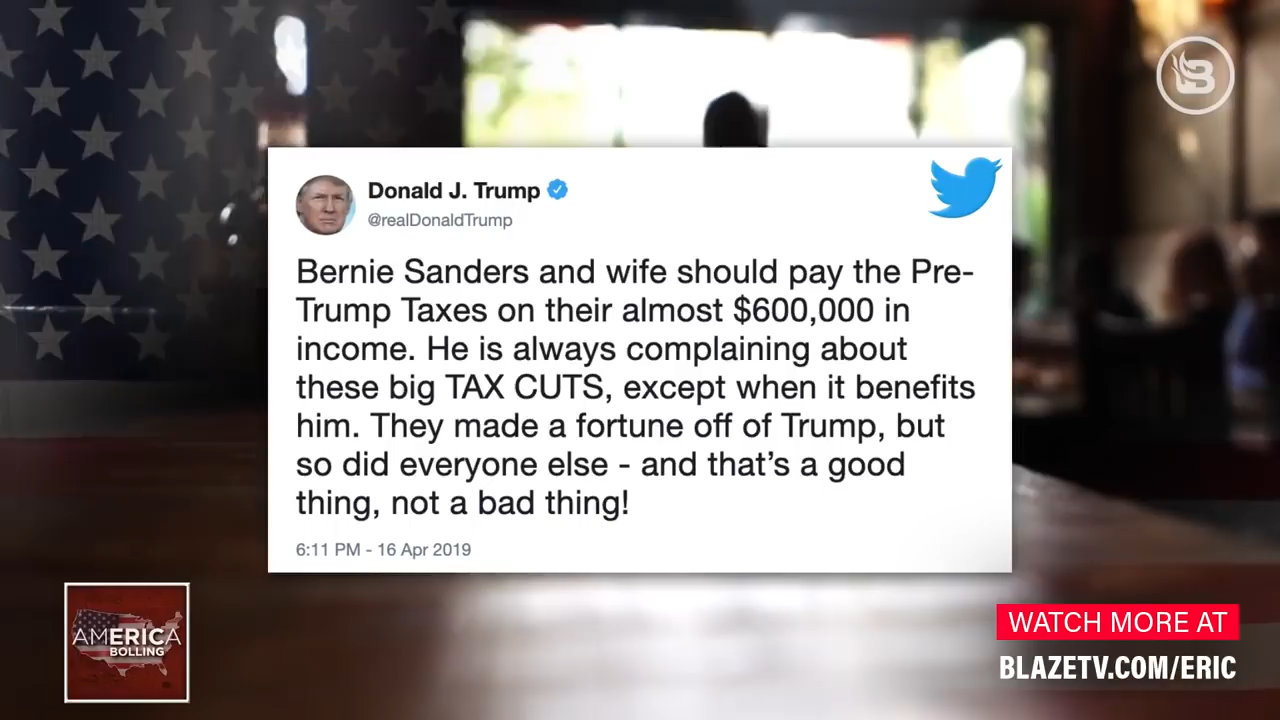 B
Donald J. Trump
@realDonaldTrump
Bernie Sanders and wife should pay the Pre-
Trump Taxes on their almost $600,000 in
income. He is always complaining about
these big TAX CUTS, except when it benefits
him. They made a fortune off of Trump, but
so did everyone else - and that’s a good
thing, not a bad thing!
6:11 PM - 16 Apr 2019
AMERICA
BOLLING
WATCH MORE AT
BLAZETV.COM/ERIC